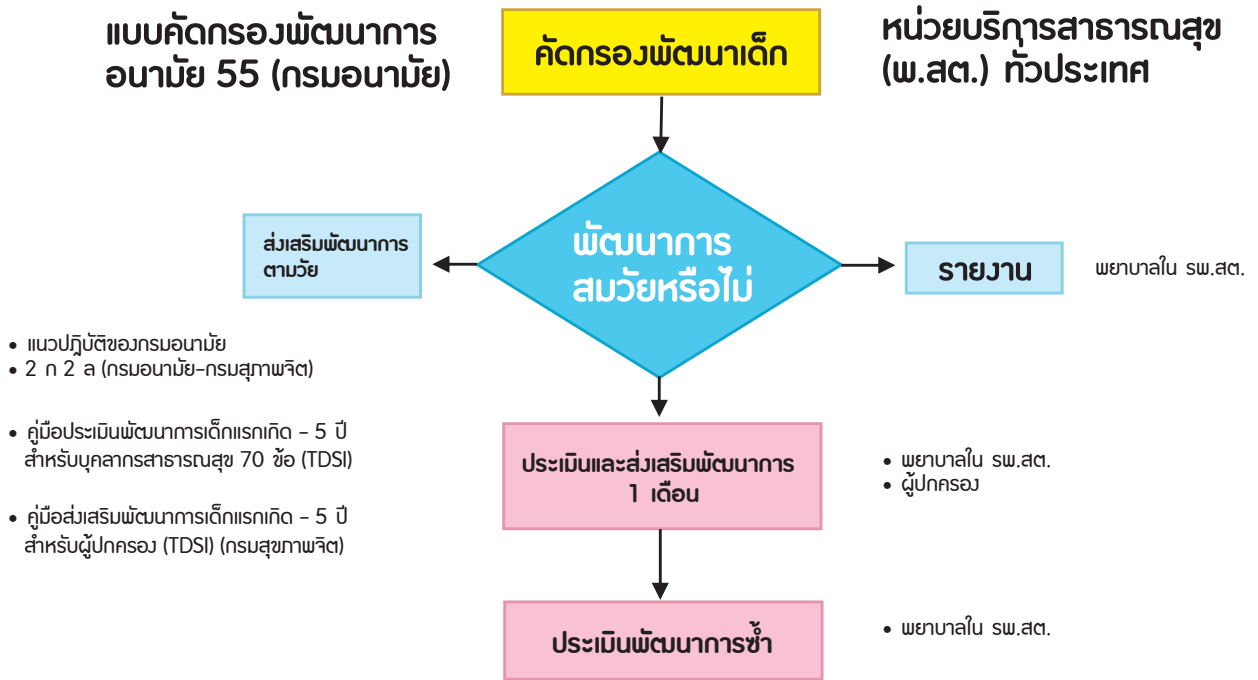 แบบคัดกรองพัฒนาการ
อนามัย 55 (กรมอนามัย)
คัดกรองพัฒนาเด็ก
หน่วยบริการสาธารณสุข
(พ.สต.) ทั่วประเทศ
ส่งเสริมพัฒนาการ
ตามวัย
พัฒนาการ
สมวัยหรือไม่
รายงาน
พยาบาลใน รพ.สต.
• แนวปฎิบัติของกรมอนามัย
• 2 ก 2 ล (กรมอนามัย-กรมสุภาพจิต)
• คู่มือประเมินพัฒนาการเด็กแรกเกิด - 5 ปี
สำหรับบุคลากรสาธารณสุข 70 ข้อ (TDSI)
• คู่มือส่งเสริมพัฒนาการเด็กแรกเกิด - 5 ปี
สำหรับผู้ปกครอง (TDSI) (กรมสุขภาพจิต)
ประเมินและส่งเสริมพัฒนาการ
1 เดือน
• พยาบาลใน รพ.สต.
• ผู้ปกครอง
ประเมินพัฒนาการซ้ำ
• พยาบาลใน รพ.สต.